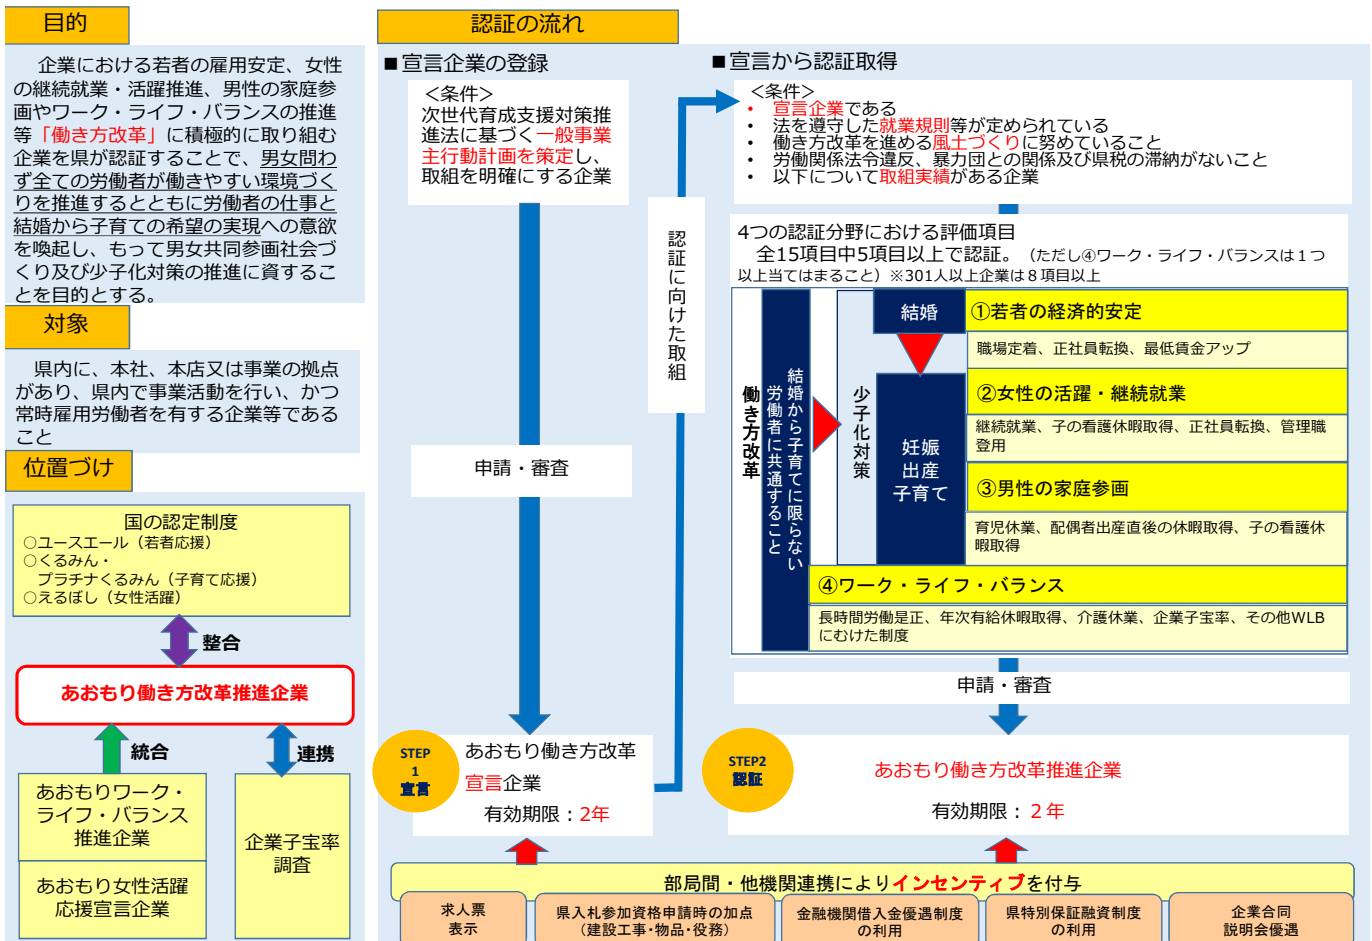 目的
企業における若者の雇用安定、女性
の継続就業・活躍推進、男性の家庭参
画やワーク・ライフ・バランスの推進
等「働き方改革」に積極的に取り組む
企業を県が認証することで、男女問わ
ず全ての労働者が働きやすい環境づく
りを推進するとともに労働者の仕事と
結婚から子育ての希望の実現への意欲
を喚起し、もって男女共同参画社会づ
くり及び少子化対策の推進に資するこ
とを目的とする。
対象
県内に、本社、本店又は事業の拠点
があり、県内で事業活動を行い、かつ
常時雇用労働者を有する企業等である
こと
位置づけ
国の認定制度
○ユースエール（若者応援）
○くるみん・
プラチナくるみん（子育て応援）
○えるぼし（女性活躍）
整合
あおもり働き方改革推進企業
統合
連携
あおもりワーク・
ライフ・バランス
推進企業
あおもり女性活躍
応援宣言企業
企業子宝率
調査
認証の流れ
■宣言企業の登録
＜条件＞
次世代育成支援対策推
進法に基づく一般事業
主行動計画を策定し、
取組を明確にする企業
申請・審査
STEP
1
宣言
あおもり働き方改革
宣言企業
有効期限：2年
認証に向けた取組
■宣言から認証取得
＜条件＞
• 宣言企業である
• 法を遵守した就業規則等が定められている
• 働き方改革を進める風土づくりに努めていること
• 労働関係法令違反、暴力団との関係及び県税の滞納がないこと
• 以下について取組実績がある企業
4つの認証分野における評価項目
全15項目中5項目以上で認証。（ただし④ワーク・ライフ・バランスは１つ
以上当てはまること）※301人以上企業は８項目以上
働き方改革
結婚から子育てに限らない
労働者に共通すること
少子化対策
結婚
妊娠
出産
子育て
①若者の経済的安定
職場定着、正社員転換、最低賃金アップ
②女性の活躍・継続就業
継続就業、子の看護休暇取得、正社員転換、管理職
登用
③男性の家庭参画
育児休業、配偶者出産直後の休暇取得、子の看護休
暇取得
④ワーク・ライフ・バランス
長時間労働是正、年次有給休暇取得、介護休業、企業子宝率、その他WLB
にむけた制度
申請・審査
STEP2
認証
あおもり働き方改革推進企業
有効期限：２年
部局間・他機関連携によりインセンティブを付与
求人票
表示
県入札参加資格申請時の加点
（建設工事・物品・役務）
金融機関借入金優遇制度
の利用
県特別保証融資制度
の利用
企業合同
説明会優遇